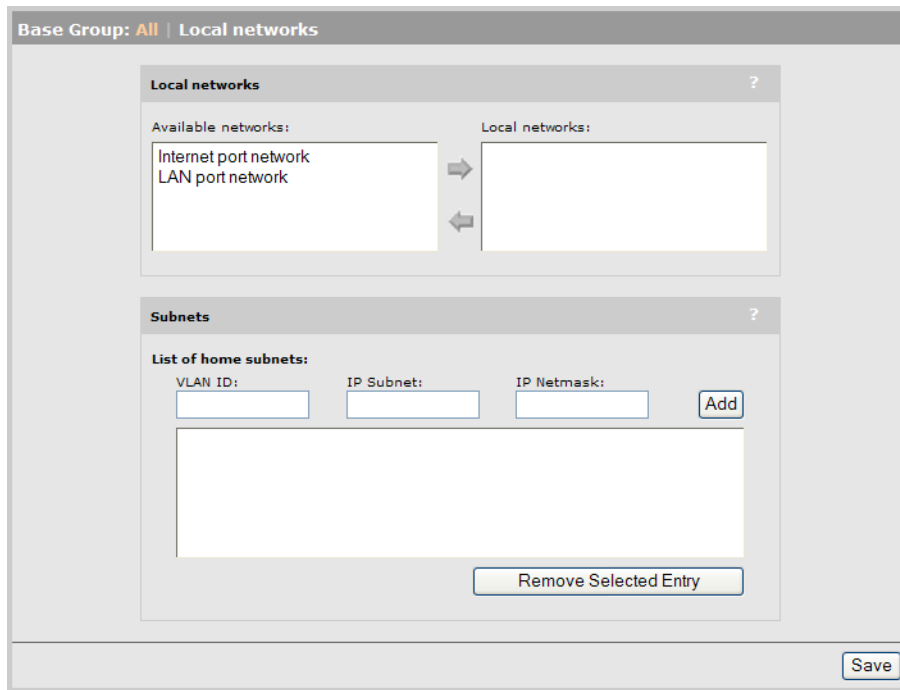 Base Group: All | Local networks
Local networks ?
Available networks: Local networks:
Internet port network
LAN port network
Subnets ?
List of home subnets:
VLAN ID: IP Subnet: IP Netmask:
Add
Remove Selected Entry
Save